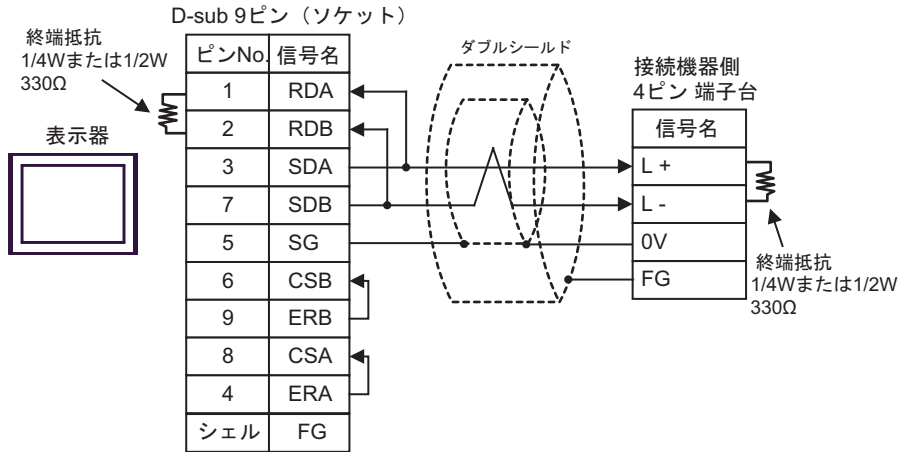 D-sub 9ピン（ソケット）
終端抵抗
1/4Wまたは1/2W
330Ω
表示器
ピンNo. 信号名
1 RDA
2 RDB
3 SDA
7 SDB
5 SG
6 CSB
9 ERB
8 CSA
4 ERA
シェル FG
ダブルシールド
接続機器側
4ピン 端子台
信号名
L +
L -
0V
FG
終端抵抗
1/4Wまたは1/2W
330Ω